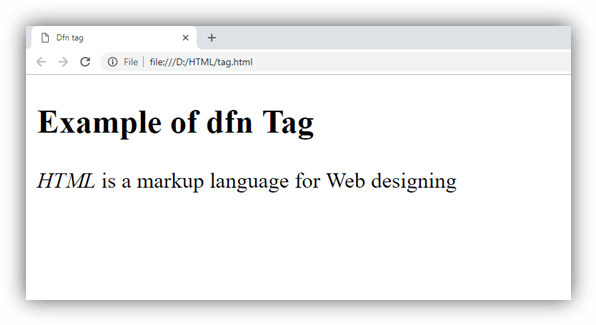 Dfn tag
File file:///D:/HTML/tag.html
Example of dfn Tag
HTML is a markup language for Web designing